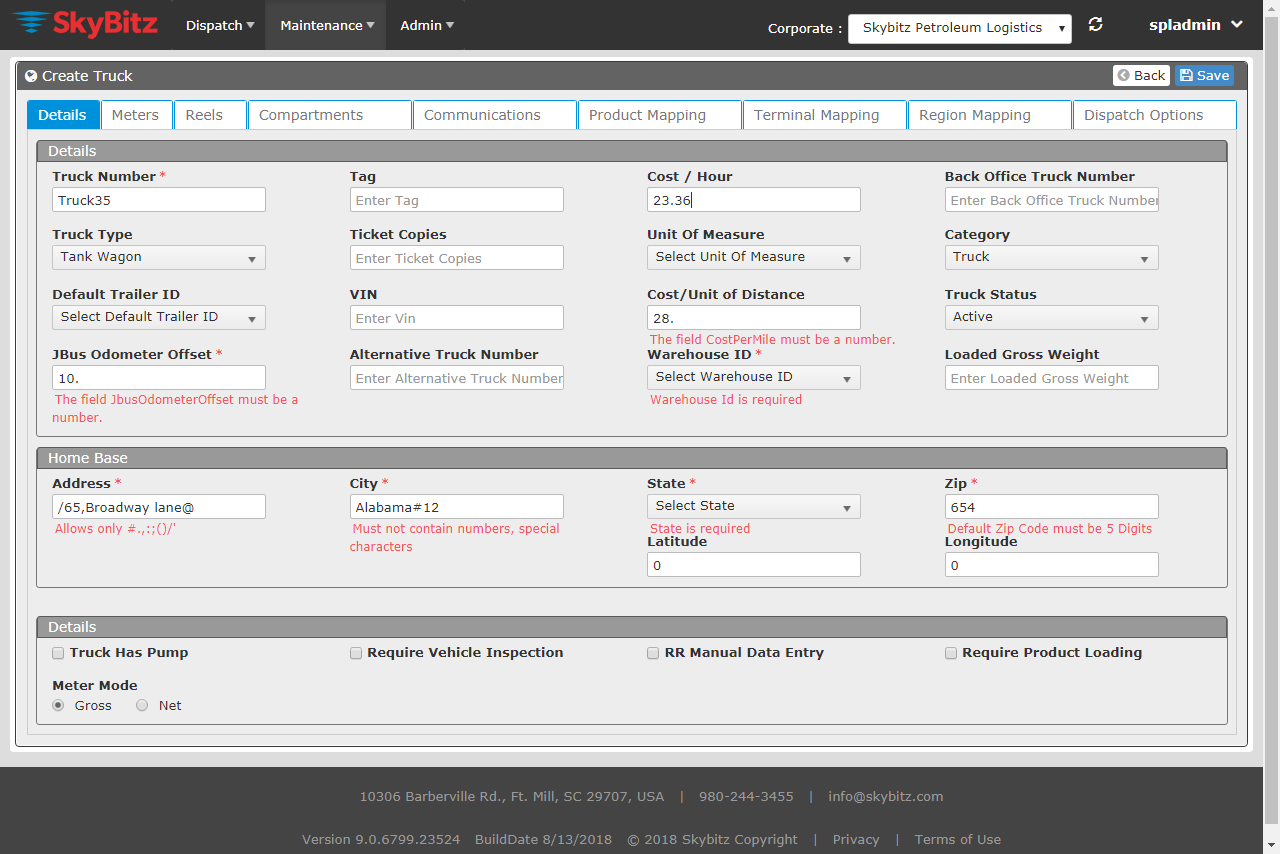 SkyBitz Dispatch Maintenance Admin Corporate : Skybitz Petroleum Logistics spladmin
Create Truck Back Save
Details Meters Reels Compartments Communications Product Mapping Terminal Mapping Region Mapping Dispatch Options
Details
Truck Number * Tag Cost / Hour Back Office Truck Number
Truck35 Enter Tag 23.36 Enter Back Office Truck Number
Truck Type Ticket Copies Unit Of Measure Category
Tank Wagon Enter Ticket Copies Select Unit Of Measure Truck
Default Trailer ID VIN Cost/Unit of Distance Truck Status
Select Default Trailer ID Enter Vin 28. Active
The field CostPerMile must be a number.
JBus Odometer Offset * Alternative Truck Number Warehouse ID * Loaded Gross Weight
10. Enter Alternative Truck Number Select Warehouse ID Enter Loaded Gross Weight
The field JbusOdometerOffset must be a Warehouse Id is required
number.
Home Base
Address * City * State * Zip *
/65,Broadway lane@ Alabama#12 Select State 654
Allows only #.,:;()/' Must not contain numbers, special State is required Default Zip Code must be 5 Digits
characters Latitude Longitude
0 0
Details
Truck Has Pump Require Vehicle Inspection RR Manual Data Entry Require Product Loading
Meter Mode
Gross Net
10306 Barberville Rd., Ft. Mill, SC 29707, USA | 980-244-3455 | info@skybitz.com
Version 9.0.6799.23524 BuildDate 8/13/2018 © 2018 Skybitz Copyright | Privacy | Terms of Use